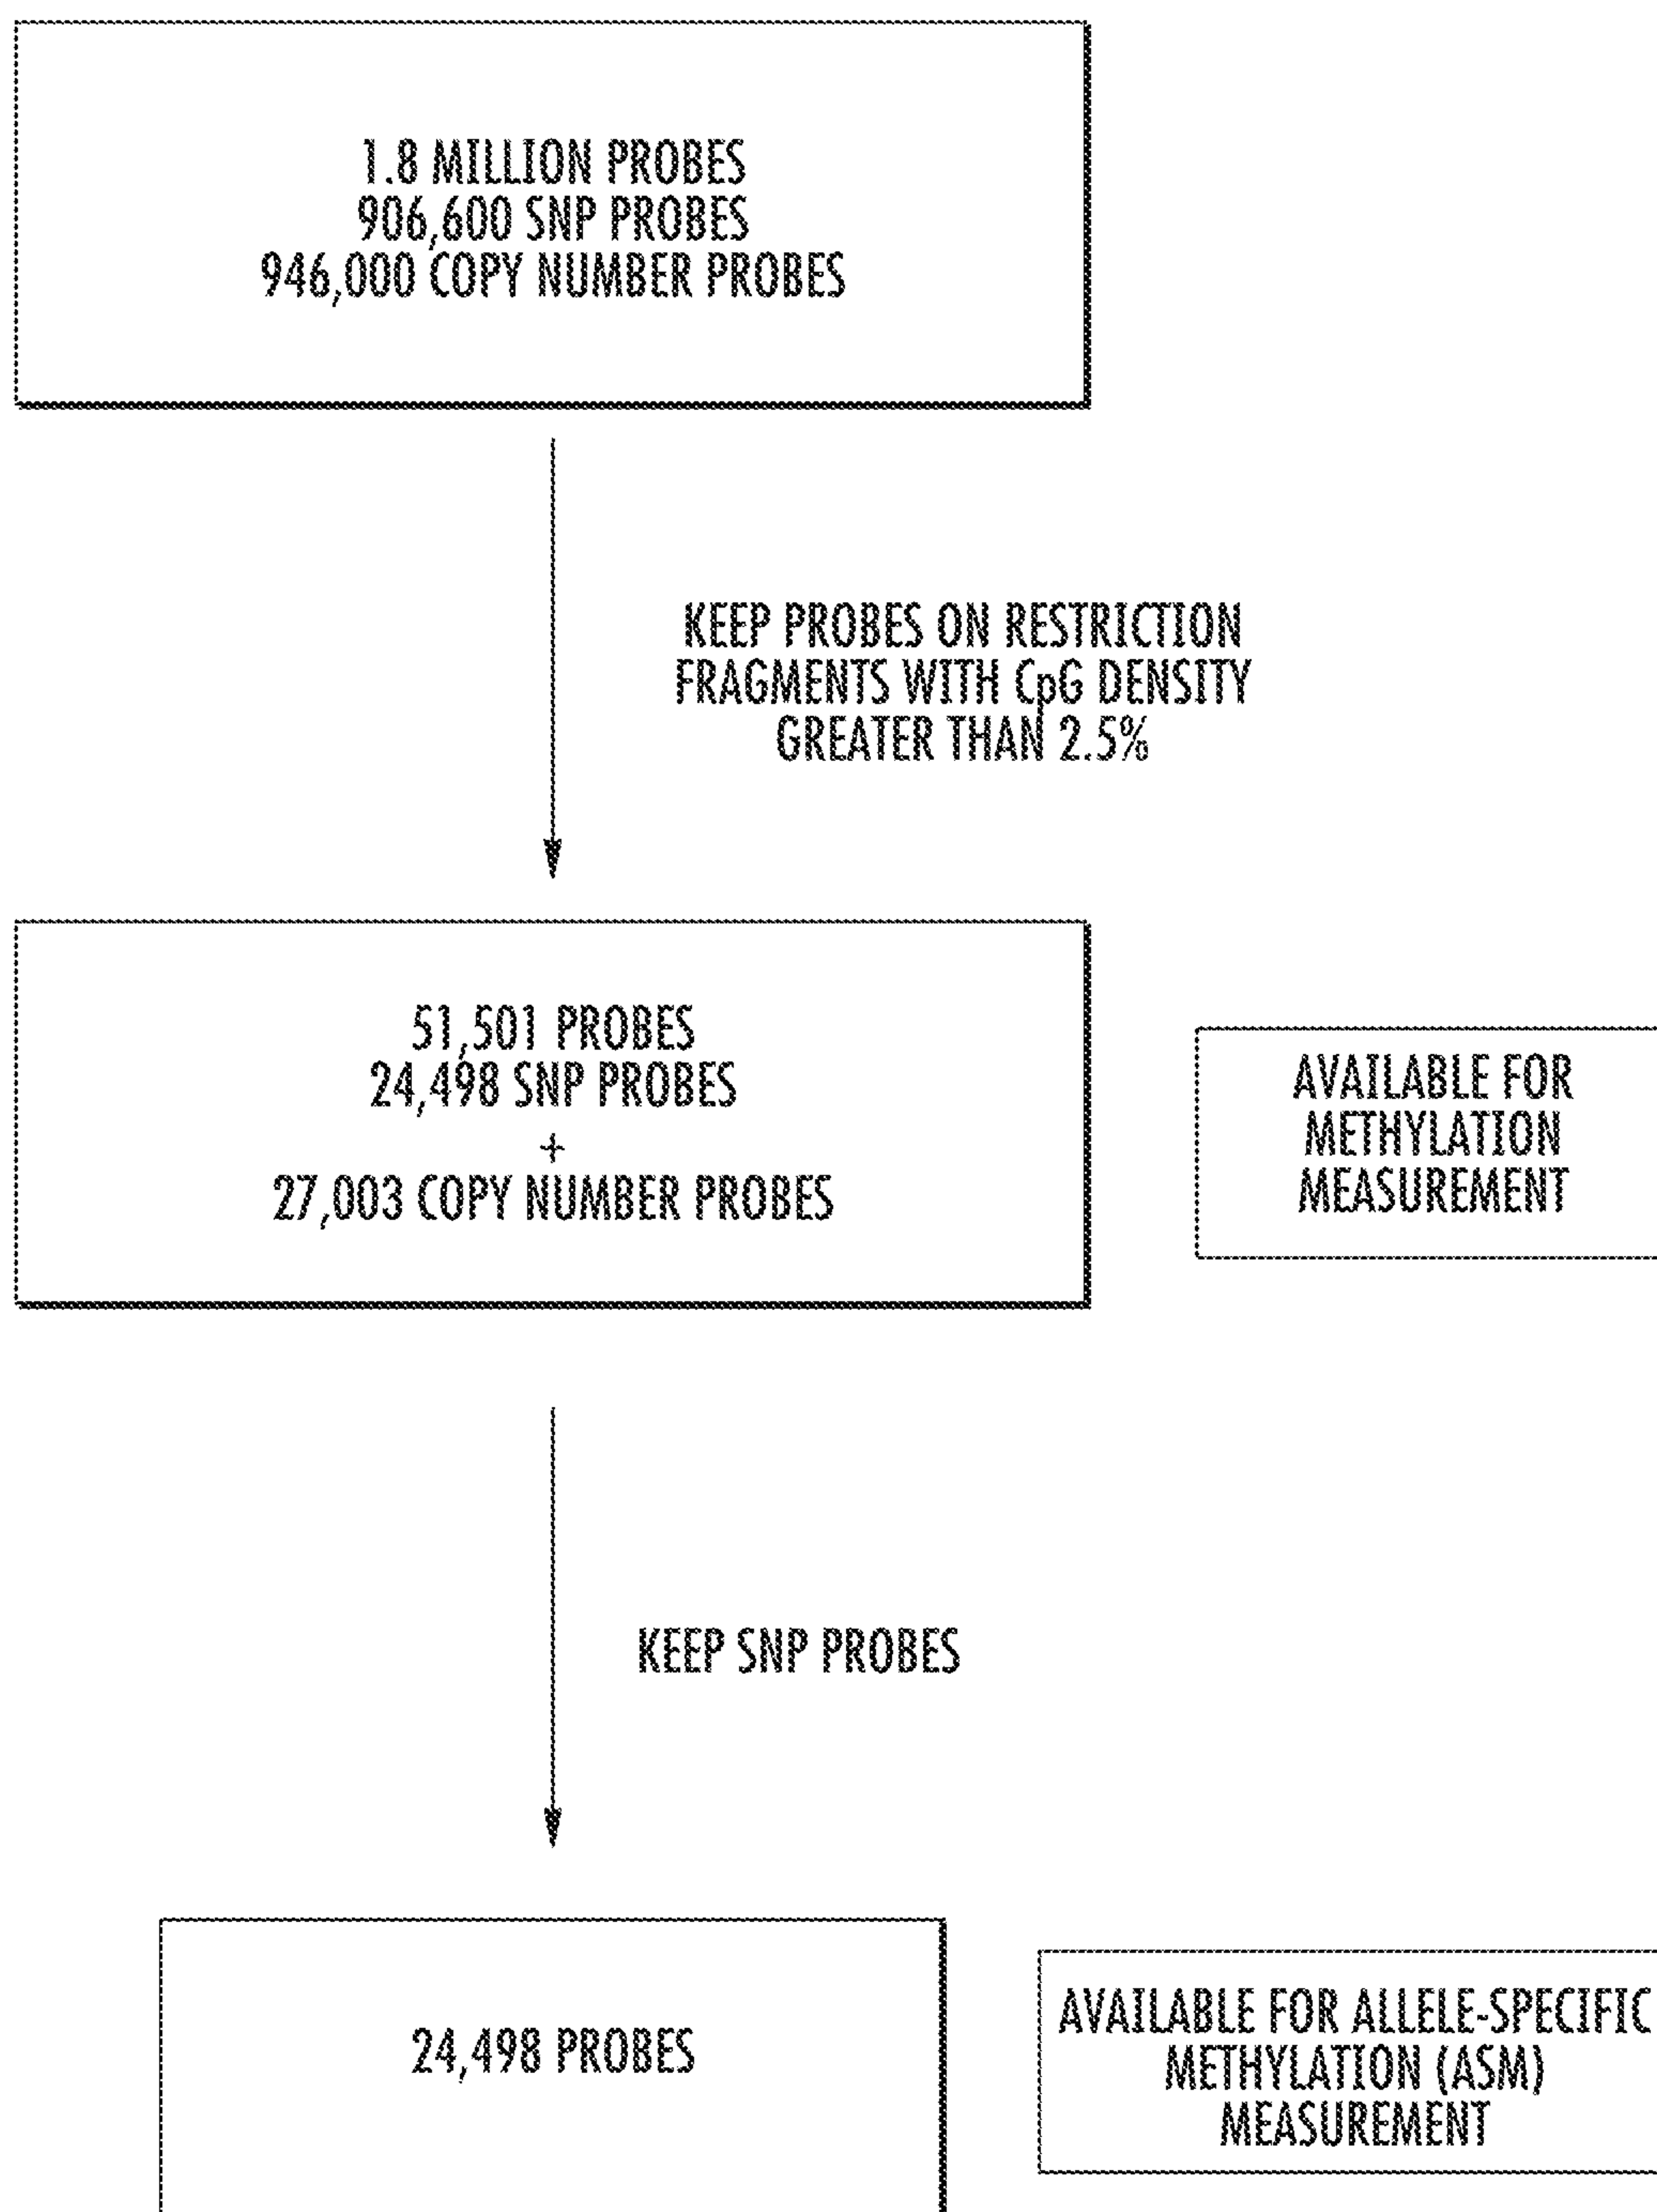 1.8 MILLION PROBES
906,600 SNP PROBES
946,000 COPY NUMBER PROBES
KEEP PROBES ON RESTRICTION
FRAGMENTS WITH CpG DENSITY
GREATER THAN 2.5%
51,501 PROBES
24,498 SNP PROBES
+
27,003 COPY NUMBER PROBES
AVAILABLE FOR
METHYLATION
MEASUREMENT
KEEP SNP PROBES
24,498 PROBES
AVAILABLE FOR ALLELE-SPECIFIC
METHYLATION (ASM)
MEASUREMENT